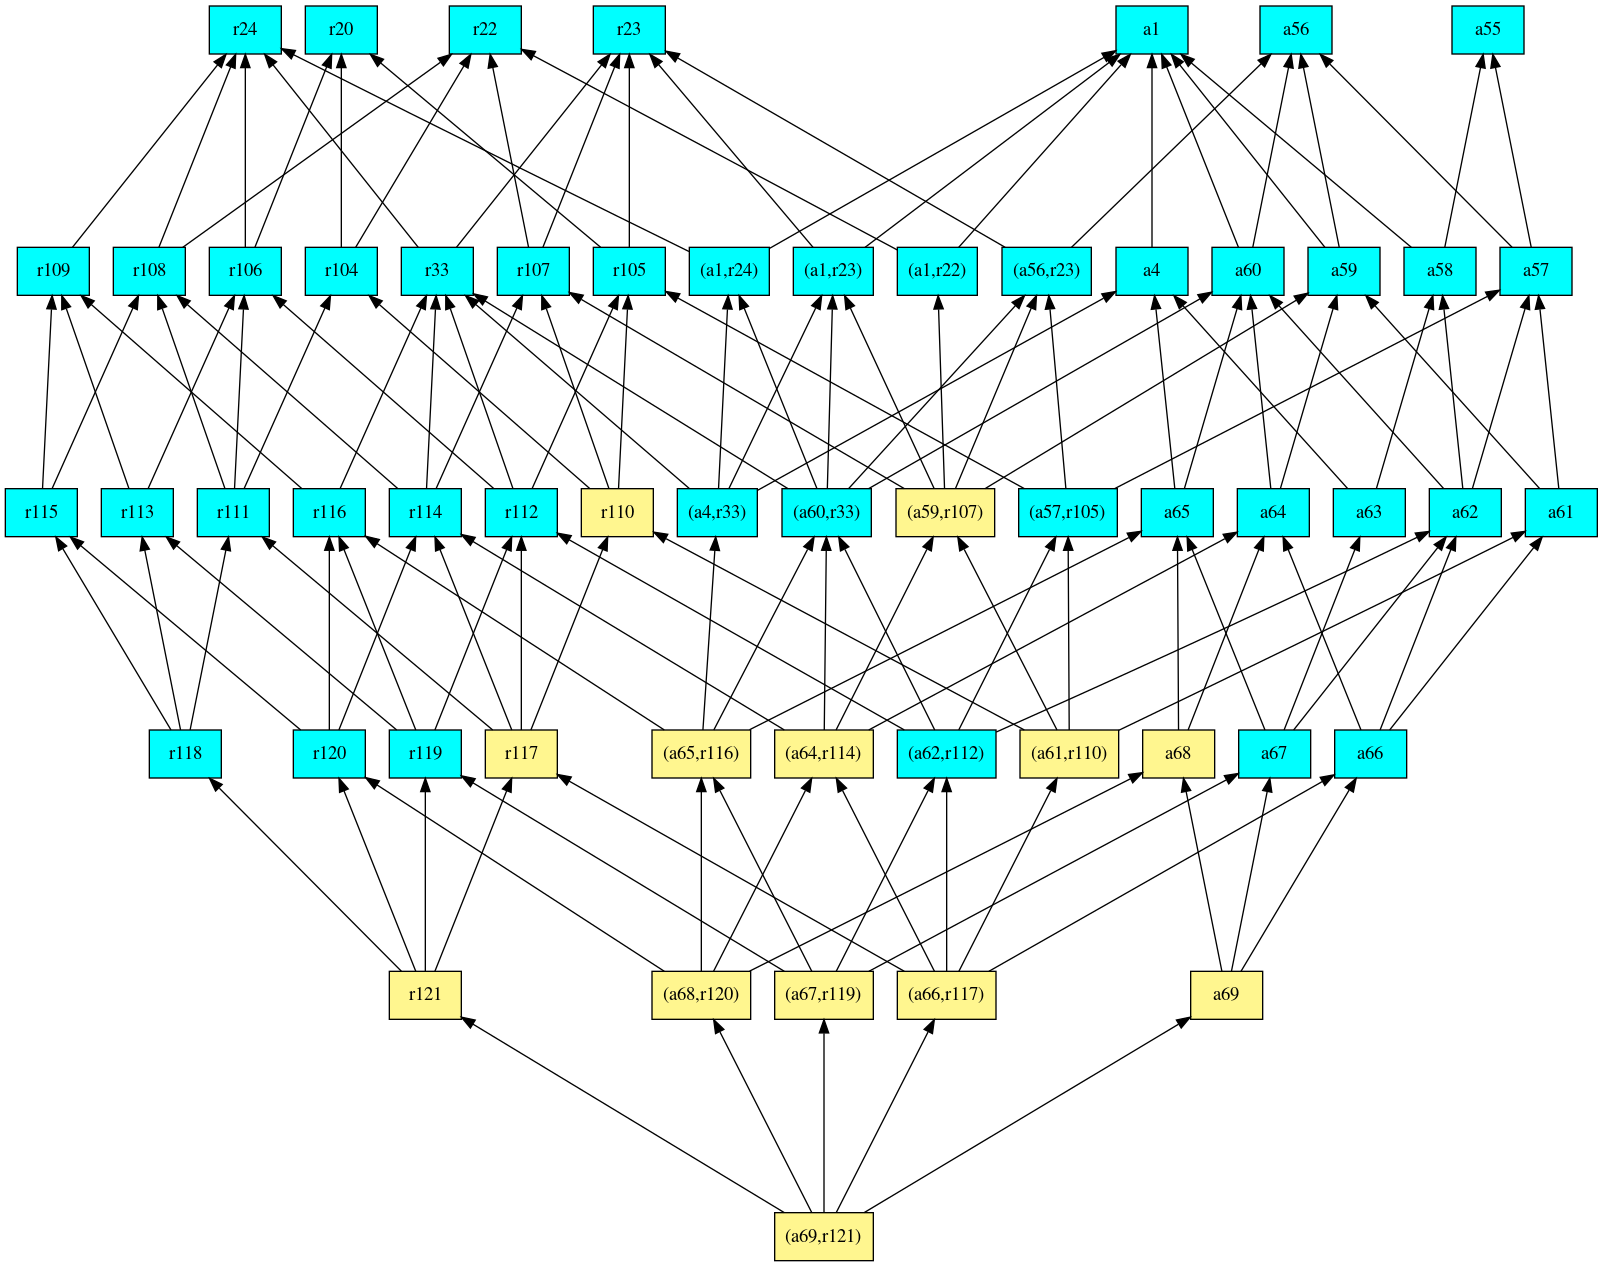 r24
r20
r22
r23
a1
a56
a55
r109
r108
r106
r104
r33
r107
r105
(a1,r24)
(a1,r23)
(a1,r22)
(a56,r23)
a4
a60
a59
a58
a57
r115
r113
r111
r116
r114
r112
r110
(a4,r33)
(a60,r33)
(a59,r107)
(a57,r105)
a65
a64
a63
a62
a61
r118
r120
r119
r117
(a65,r116)
(a64,r114)
(a62,r112)
(a61,r110)
a68
a67
a66
r121
(a68,r120)
(a67,r119)
(a66,r117)
a69
(a69,r121)